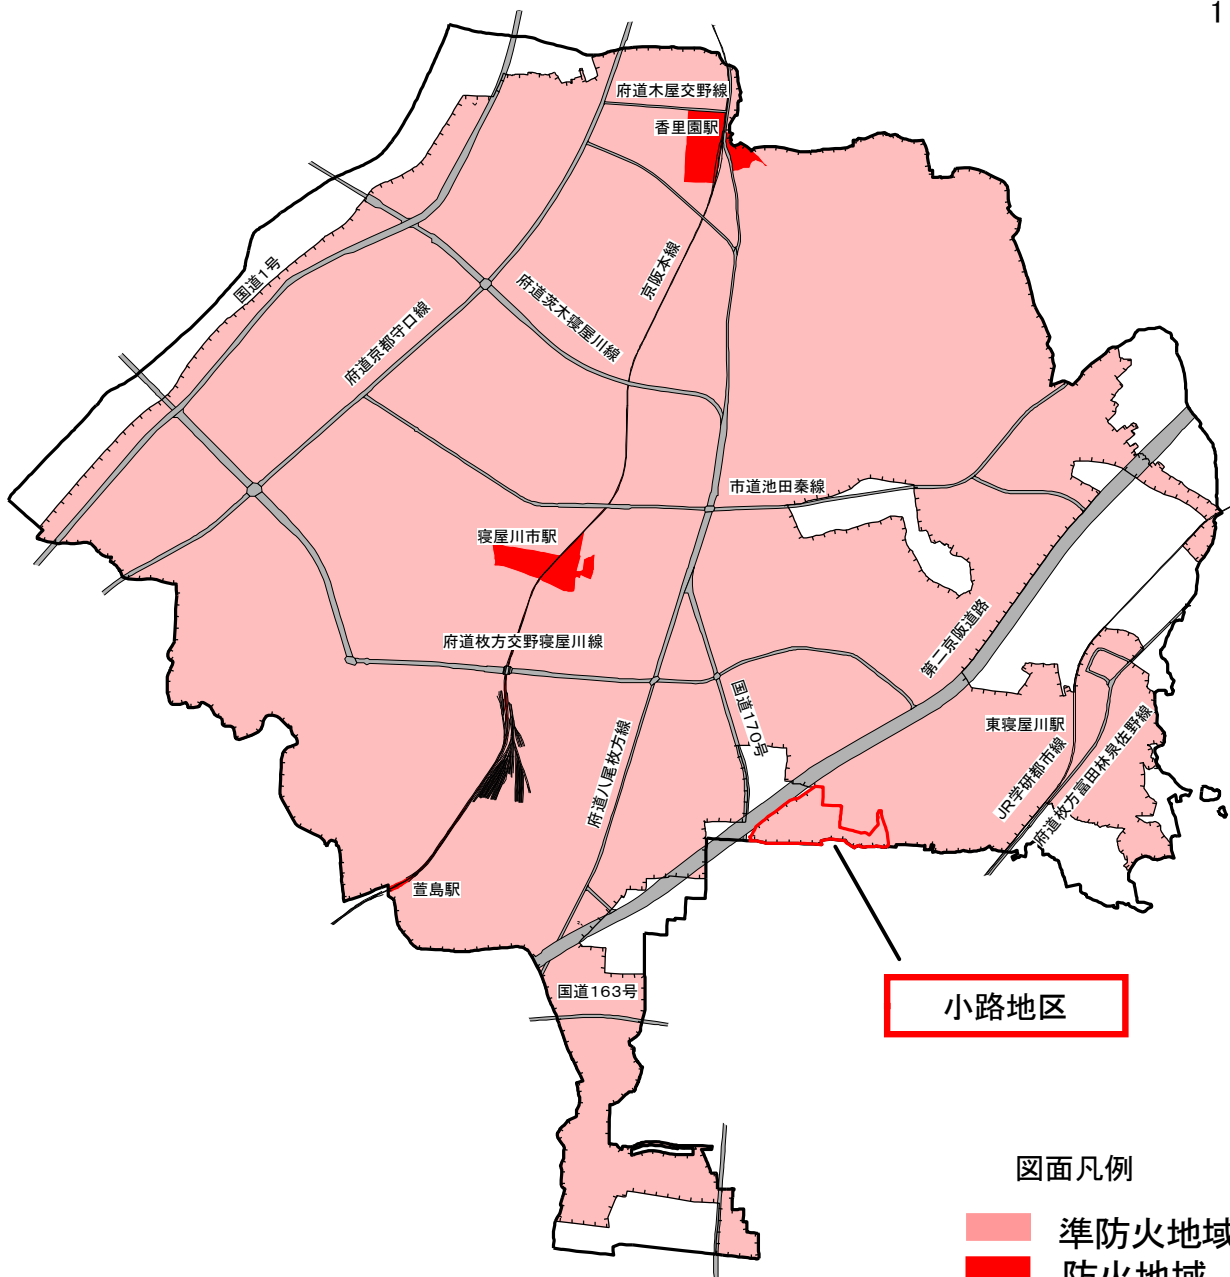 1
府道木屋交野線
香里園駅
京阪本線
国道1号
府道茨木寝屋川線
府道京都守口線
市道池田秦線
寝屋川市駅
第二京阪道路
府道枚方交野寝屋川線
国道170号
東寝屋川駅
府道八尾枚方線
JR学研都市線
府道枚方富田林泉佐野線
萱島駅
国道163号
小路地区
図面凡例
準防火地域
防火地域